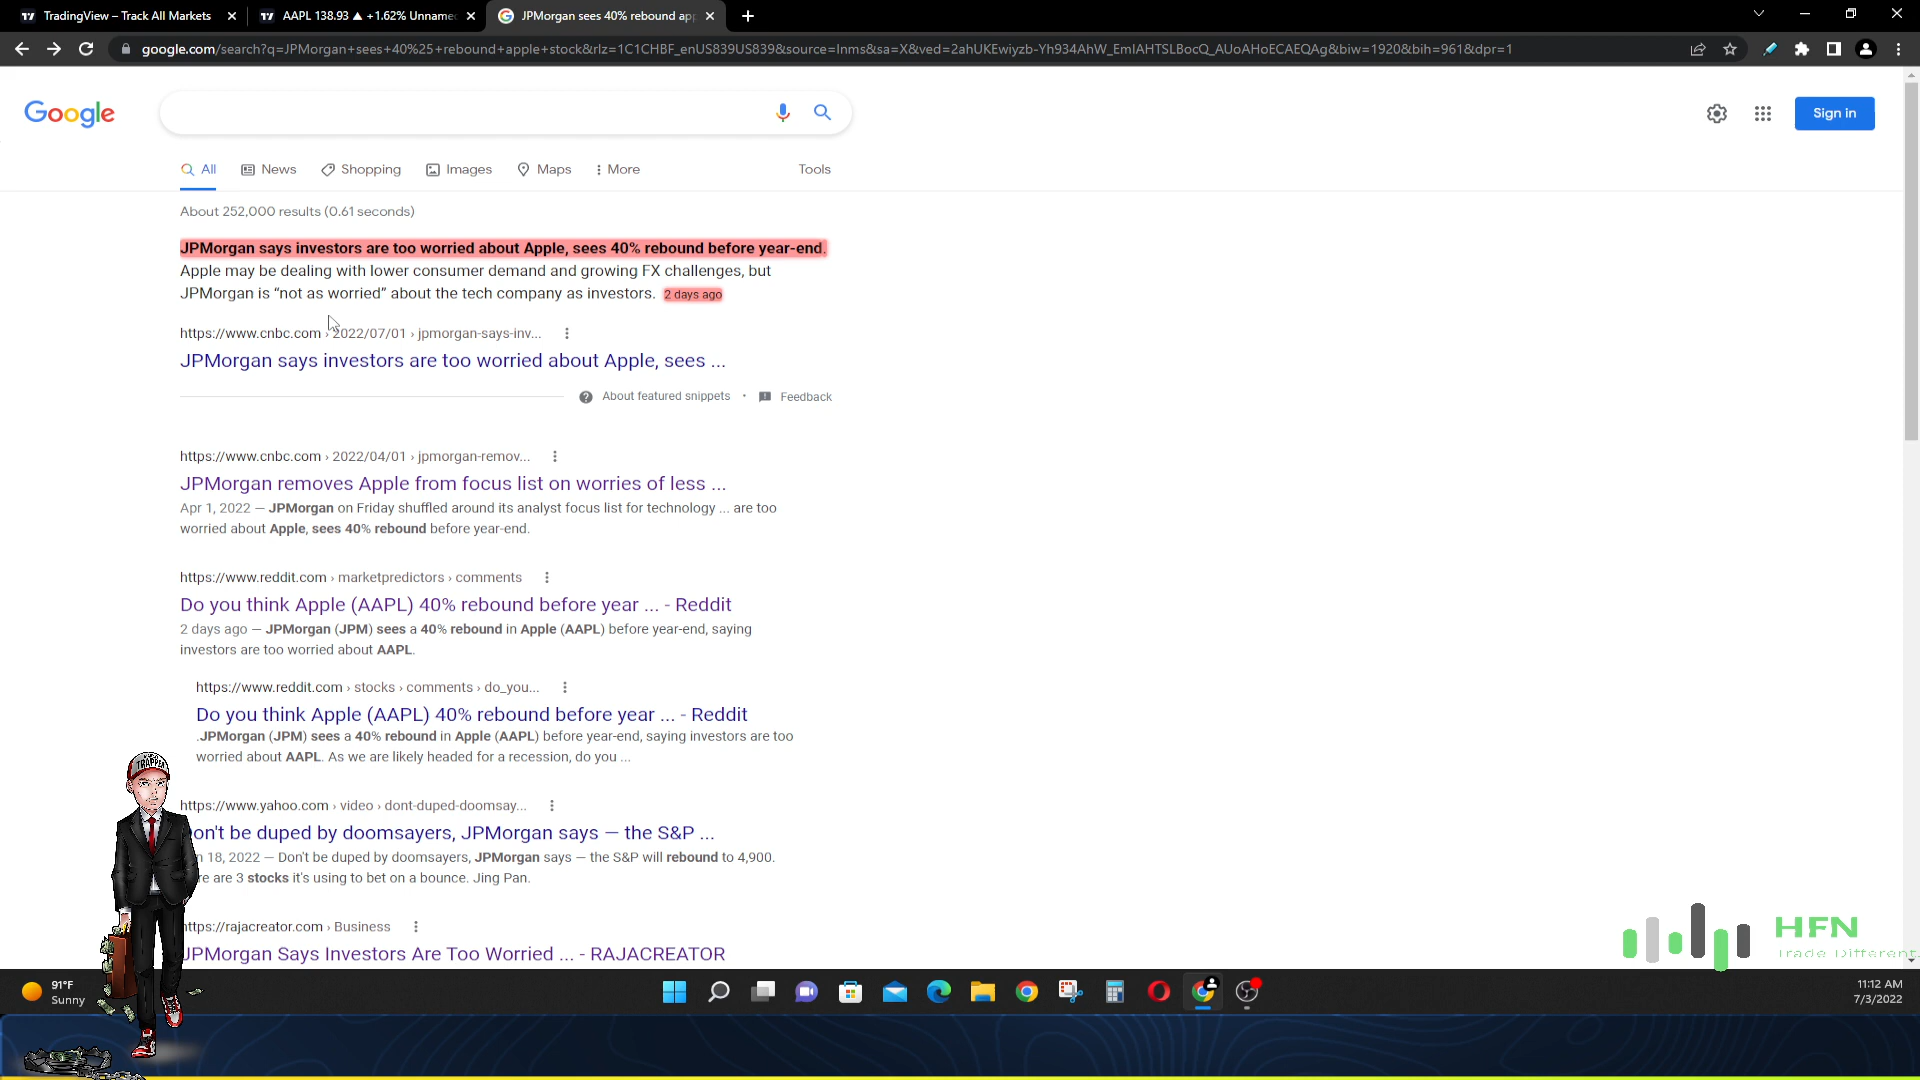 TradingView – Track All Markets
AAPL 138.93 ▲ +1.62% Unname
JPMorgan sees 40% rebound ap
google.com/search?q=JPMorgan+sees+40%25+rebound+apple+stock&rlz=1C1CHBF_enUS839US839&source=lnms&sa=X&ved=2ahUKEwiyzb-Yh934AhW_EmIAHTSLBocQ_AUoAHoECAEQAg&biw=1920&bih=961&dpr=1
Google
Sign in
All
News
Shopping
Images
Maps
More
Tools
About 252,000 results (0.61 seconds)
JPMorgan says investors are too worried about Apple, sees 40% rebound before year-end.
Apple may be dealing with lower consumer demand and growing FX challenges, but
JPMorgan is “not as worried” about the tech company as investors. 2 days ago
https://www.cnbc.com › 2022/07/01 › jpmorgan-says-inv...
JPMorgan says investors are too worried about Apple, sees ...
About featured snippets • Feedback
https://www.cnbc.com › 2022/04/01 › jpmorgan-remov...
JPMorgan removes Apple from focus list on worries of less ...
Apr 1, 2022 — JPMorgan on Friday shuffled around its analyst focus list for technology ... are too
worried about Apple, sees 40% rebound before year-end.
https://www.reddit.com › marketpredictors › comments
Do you think Apple (AAPL) 40% rebound before year ... - Reddit
2 days ago — JPMorgan (JPM) sees a 40% rebound in Apple (AAPL) before year-end, saying
investors are too worried about AAPL.
https://www.reddit.com › stocks › comments › do_you...
Do you think Apple (AAPL) 40% rebound before year ... - Reddit
.JPMorgan (JPM) sees a 40% rebound in Apple (AAPL) before year-end, saying investors are too
worried about AAPL. As we are likely headed for a recession, do you ...
https://www.yahoo.com › video › dont-duped-doomsay...
on't be duped by doomsayers, JPMorgan says — the S&P ...
n 18, 2022 — Don't be duped by doomsayers, JPMorgan says — the S&P will rebound to 4,900.
re are 3 stocks it's using to bet on a bounce. Jing Pan.
ttps://rajacreator.com › Business
JPMorgan Says Investors Are Too Worried ... - RAJACREATOR
TRAPPER
HFN
Trade Different
91°F
Sunny
11:12 AM
7/3/2022